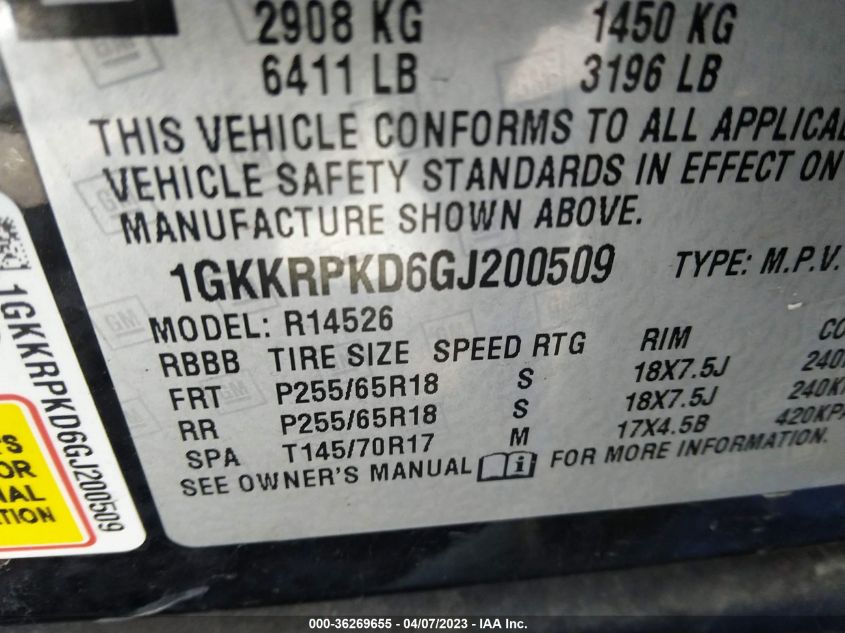 2908 KG 1450 KG
6411 LB 3196 LB
THIS VEHICLE CONFORMS TO ALL
VEHICLE SAFETY STANDARDS IN EFFECT ON
MANUFACTURE SHOWN ABOVE.
1GKKRPKD6GJ200509 TYPE: M.P.V.
MODEL: R14526
RBBB TIRE SIZE SPEED RTG RIM
FRT P255/65R18 S 18X7.5J
RR P255/65R18 S 18X7.5J
SPA T145/70R17 M 17X4.5B 420KPA
SEE OWNER'S MANUAL FOR MORE INFORMATION.
1GKKRPKD6GJ200509
GM
000-36269655 - 04/07/2023 - IAA Inc.